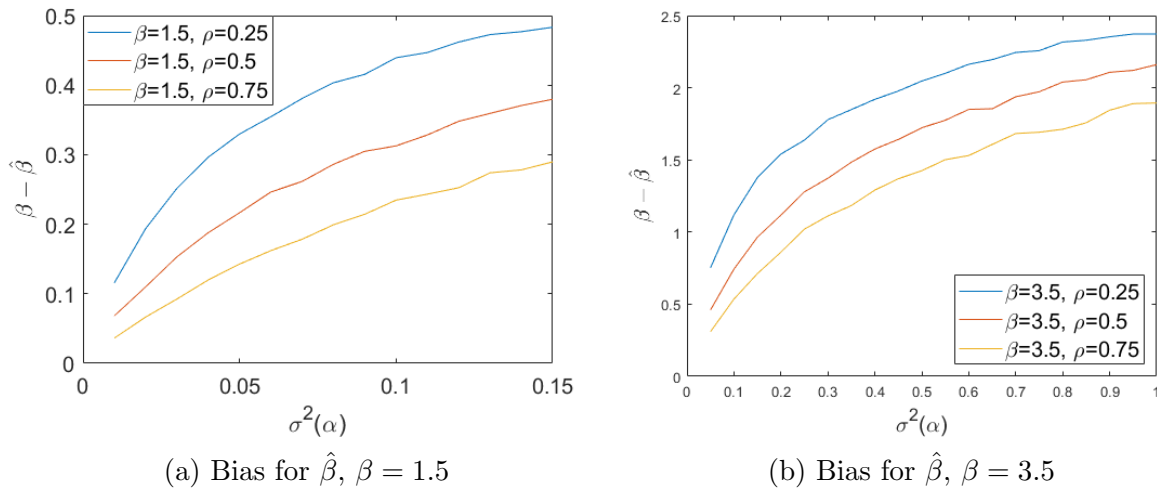 0.5
0.4
0.3
0.2
0.1
0
β − β̂
β=1.5, ρ=0.25
β=1.5, ρ=0.5
β=1.5, ρ=0.75
0 0.05 0.1 0.15
σ²(α)
(a) Bias for β̂, β = 1.5
2.5
2
1.5
1
0.5
0
β − β̂
β=3.5, ρ=0.25
β=3.5, ρ=0.5
β=3.5, ρ=0.75
0 0.1 0.2 0.3 0.4 0.5 0.6 0.7 0.8 0.9 1
σ²(α)
(b) Bias for β̂, β = 3.5